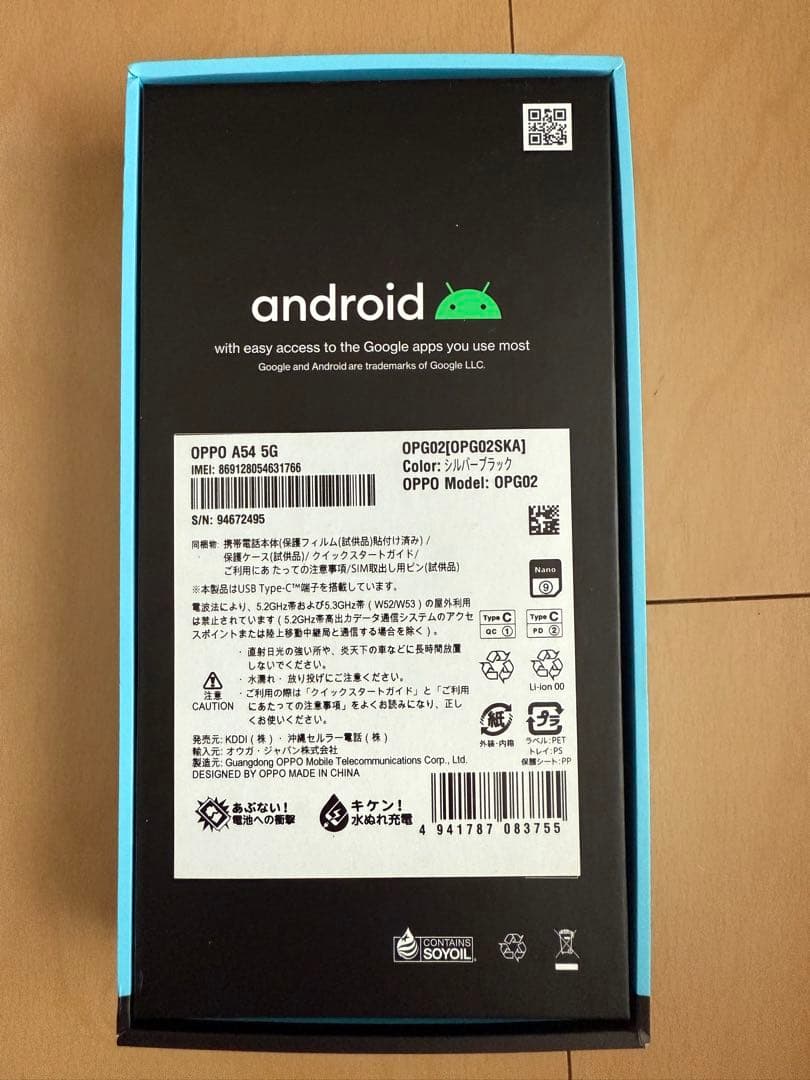 android
with easy access to the Google apps you use most
Google and Android are trademarks of Google LLC.
OPPO A54 5G
IMEI: 869128054631766
S/N: 94672495
OPG02[OPG02SKA]
Color: シルバーブラック
OPPO Model: OPG02
同梱物: 携帯電話本体(保護フィルム(試供品)貼付け済み) /
保護ケース(試供品)/ クイックスタートガイド/
ご利用にあ たっての注意事項/SIM取出し用ピン(試供品)
※本製品はUSB Type-C™端子を搭載しています。
電波法により、5.2GHz帯および5.3GHz帯（W52/W53）の屋外利用
は禁止されています（5.2GHz帯高出力データ通信システムのアクセ
スポイントまたは陸上移動中継局と通信する場合を除く）。
Nano
9
Type C
QC 1
Type C
PD 2
・直射日光の強い所や、炎天下の車などに長時間放置
しないでください。
・水濡れ・放り投げにご注意ください。
・ご利用の際は「クイックスタートガイド」と「ご利用
にあたっての注意事項」をよくお読みになり、正し
くお使いください。
注意
CAUTION
Li-ion 00
紙
外装・内箱
プラ
ラベル:PET
トレイ:PS
保護シート:PP
発売元: KDDI（株）・沖縄セルラー電話（株）
輸入元: オウガ・ジャパン株式会社
製造元: Guangdong OPPO Mobile Telecommunications Corp., Ltd.
DESIGNED BY OPPO MADE IN CHINA
あぶない！
電池への衝撃
キケン！
水ぬれ充電
4 941787 083755
CONTAINS
SOYOIL